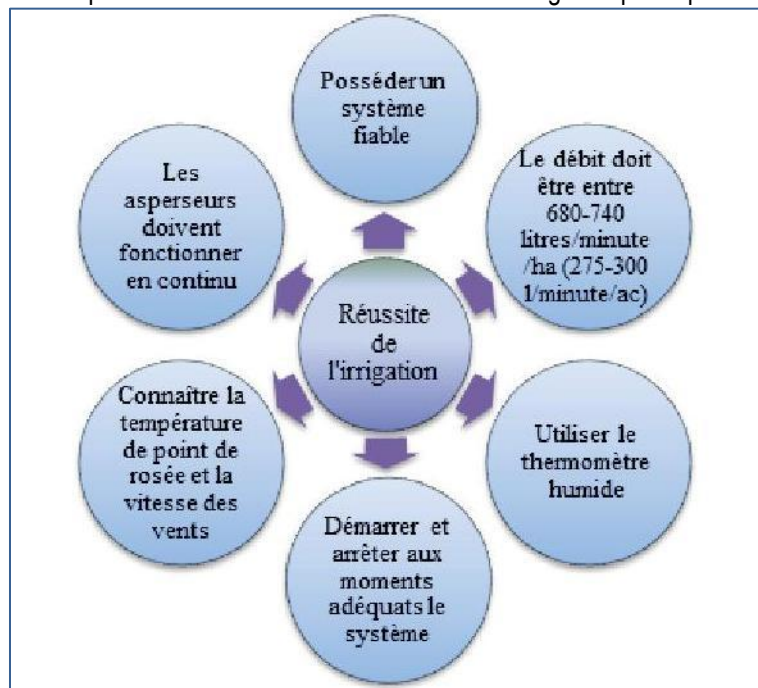 Posséderun
système
fiable
Le débit doit
être entre
680-740
litres/minute
/ha (275-300
l/minute/ac)
Utiliser le
thermomètre
humide
Démarrer et
arrêter aux
moments
adéquats le
système
Connaître la
température
de point de
rosée et la
vitesse des
vents
Les
asperseurs
doivent
fonctionner
en continu
Réussite
de
l'irrigation